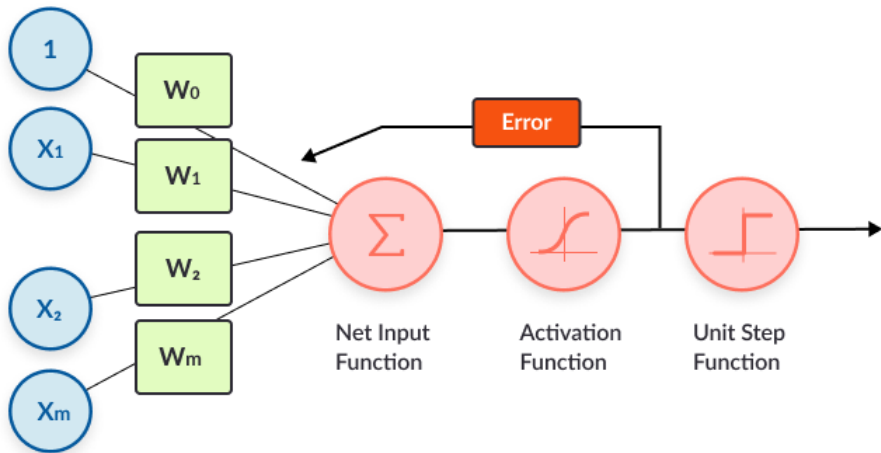 1
W₀
Error
X₁
W₁
Σ
W₂
X₂
Wm
Xm
Net Input
Function
Activation
Function
Unit Step
Function